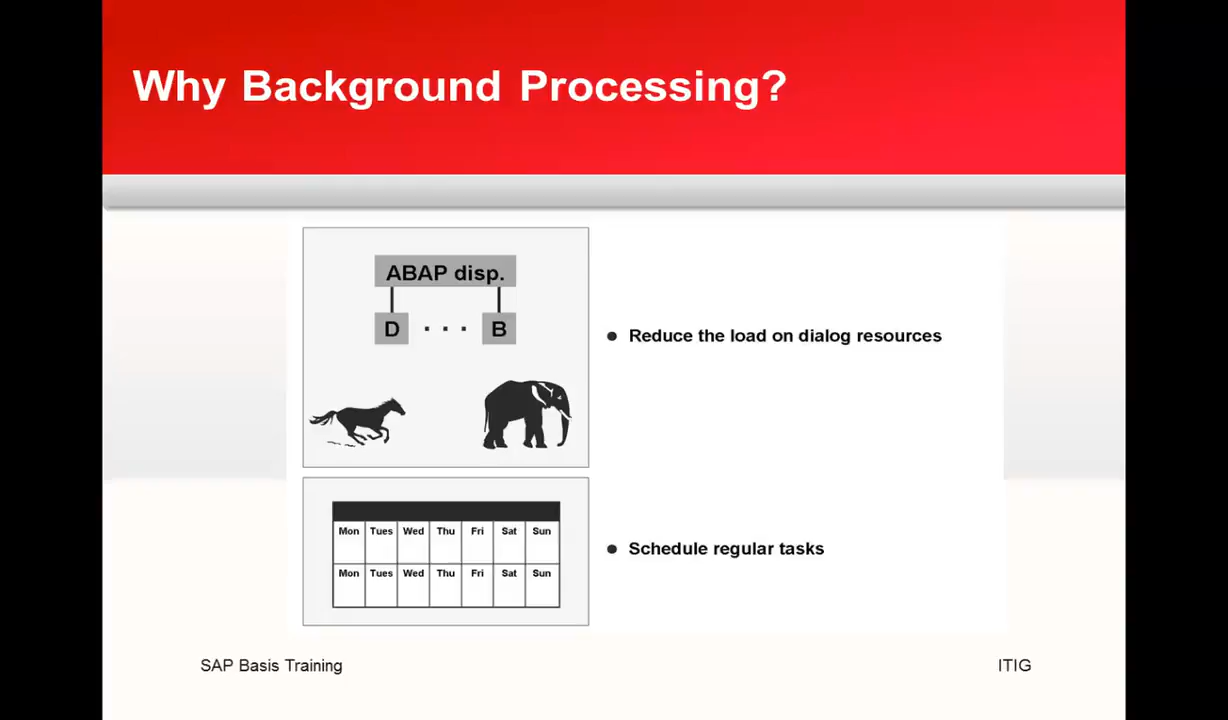 Why Background Processing?
ABAP disp.
D . . . B
• Reduce the load on dialog resources
Mon Tues Wed Thu Fri Sat Sun
Mon Tues Wed Thu Fri Sat Sun
• Schedule regular tasks
SAP Basis Training
ITIG